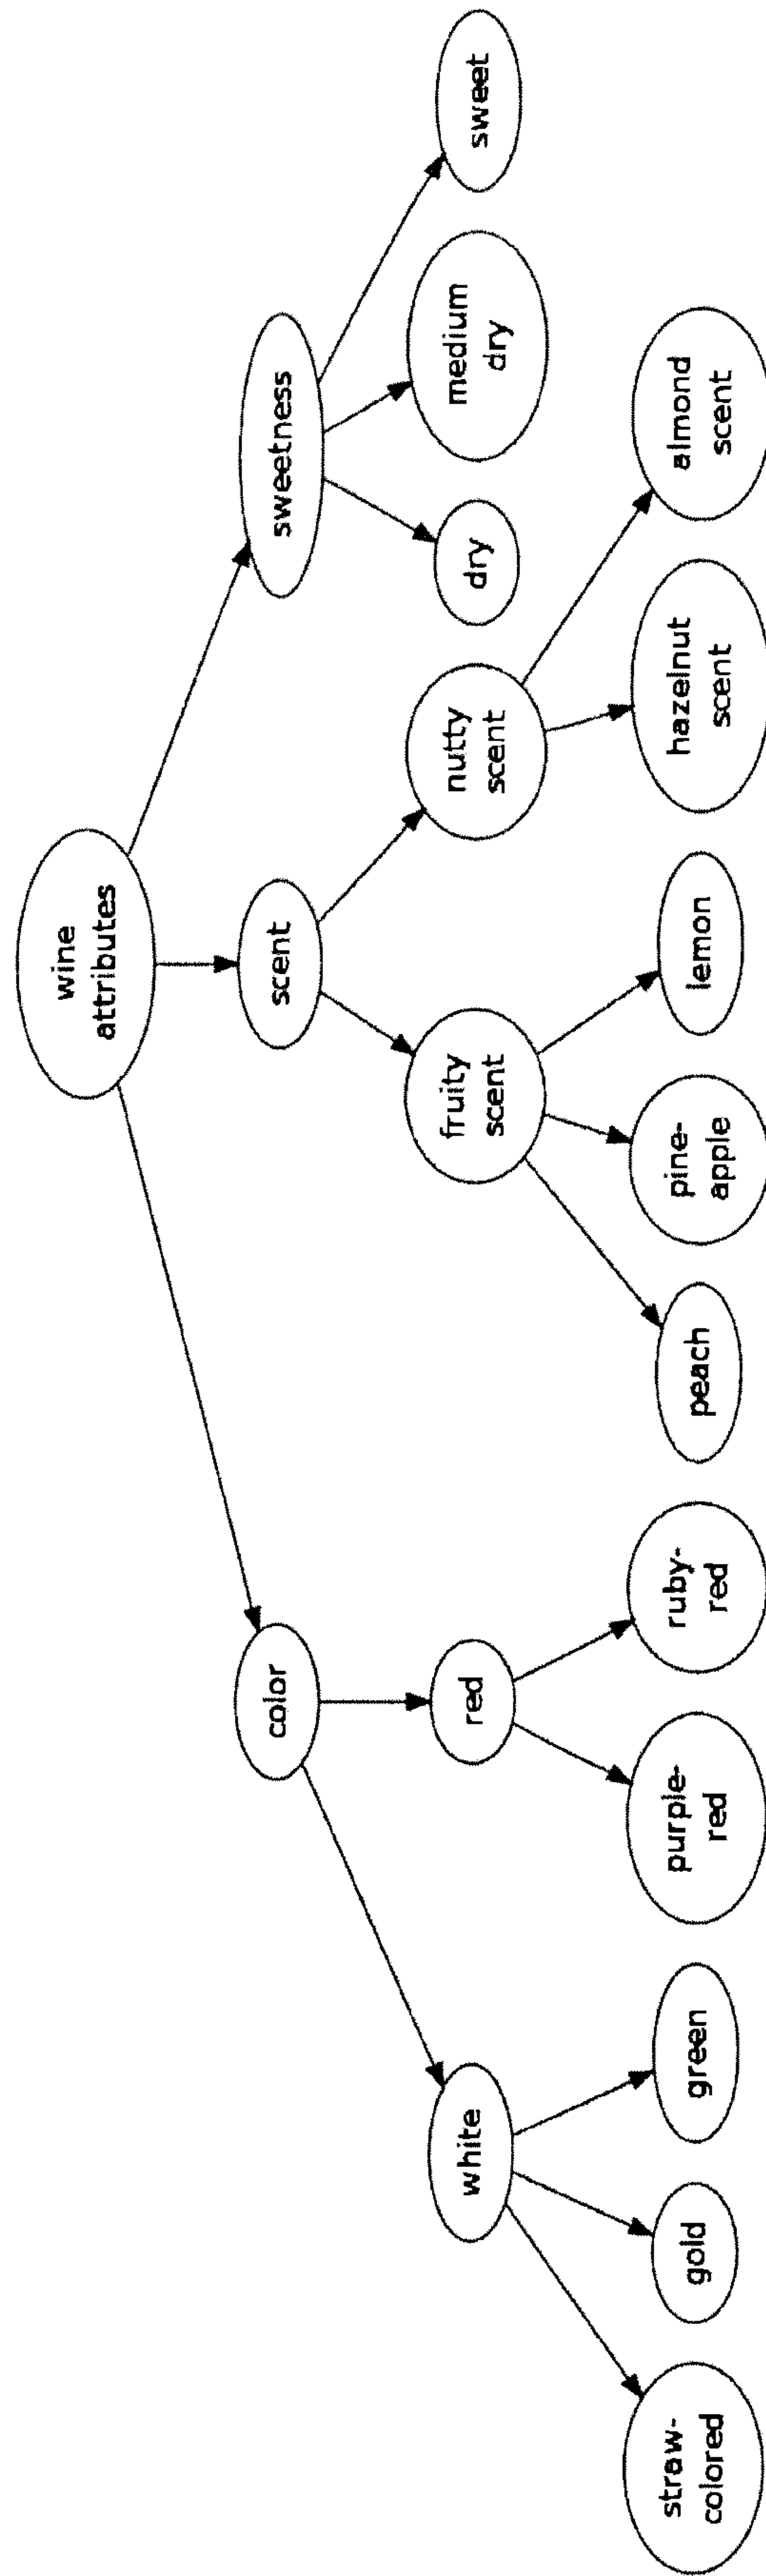 wine
attributes
color
scent
sweetness
white
red
fruity
scent
nutty
scent
dry
medium
dry
sweet
straw-
colored
gold
green
purple-
red
ruby-
red
peach
pine-
apple
lemon
hazelnut
scent
almond
scent